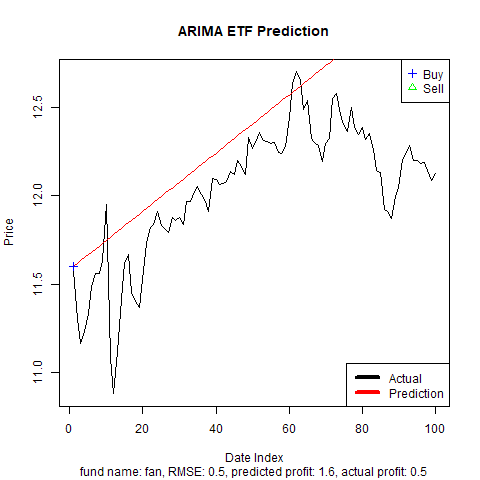 ARIMA ETF Prediction
Buy
Sell
Price
12.5
12.0
11.5
11.0
Actual
Prediction
0 20 40 60 80 100
Date Index
fund name: fan, RMSE: 0.5, predicted profit: 1.6, actual profit: 0.5